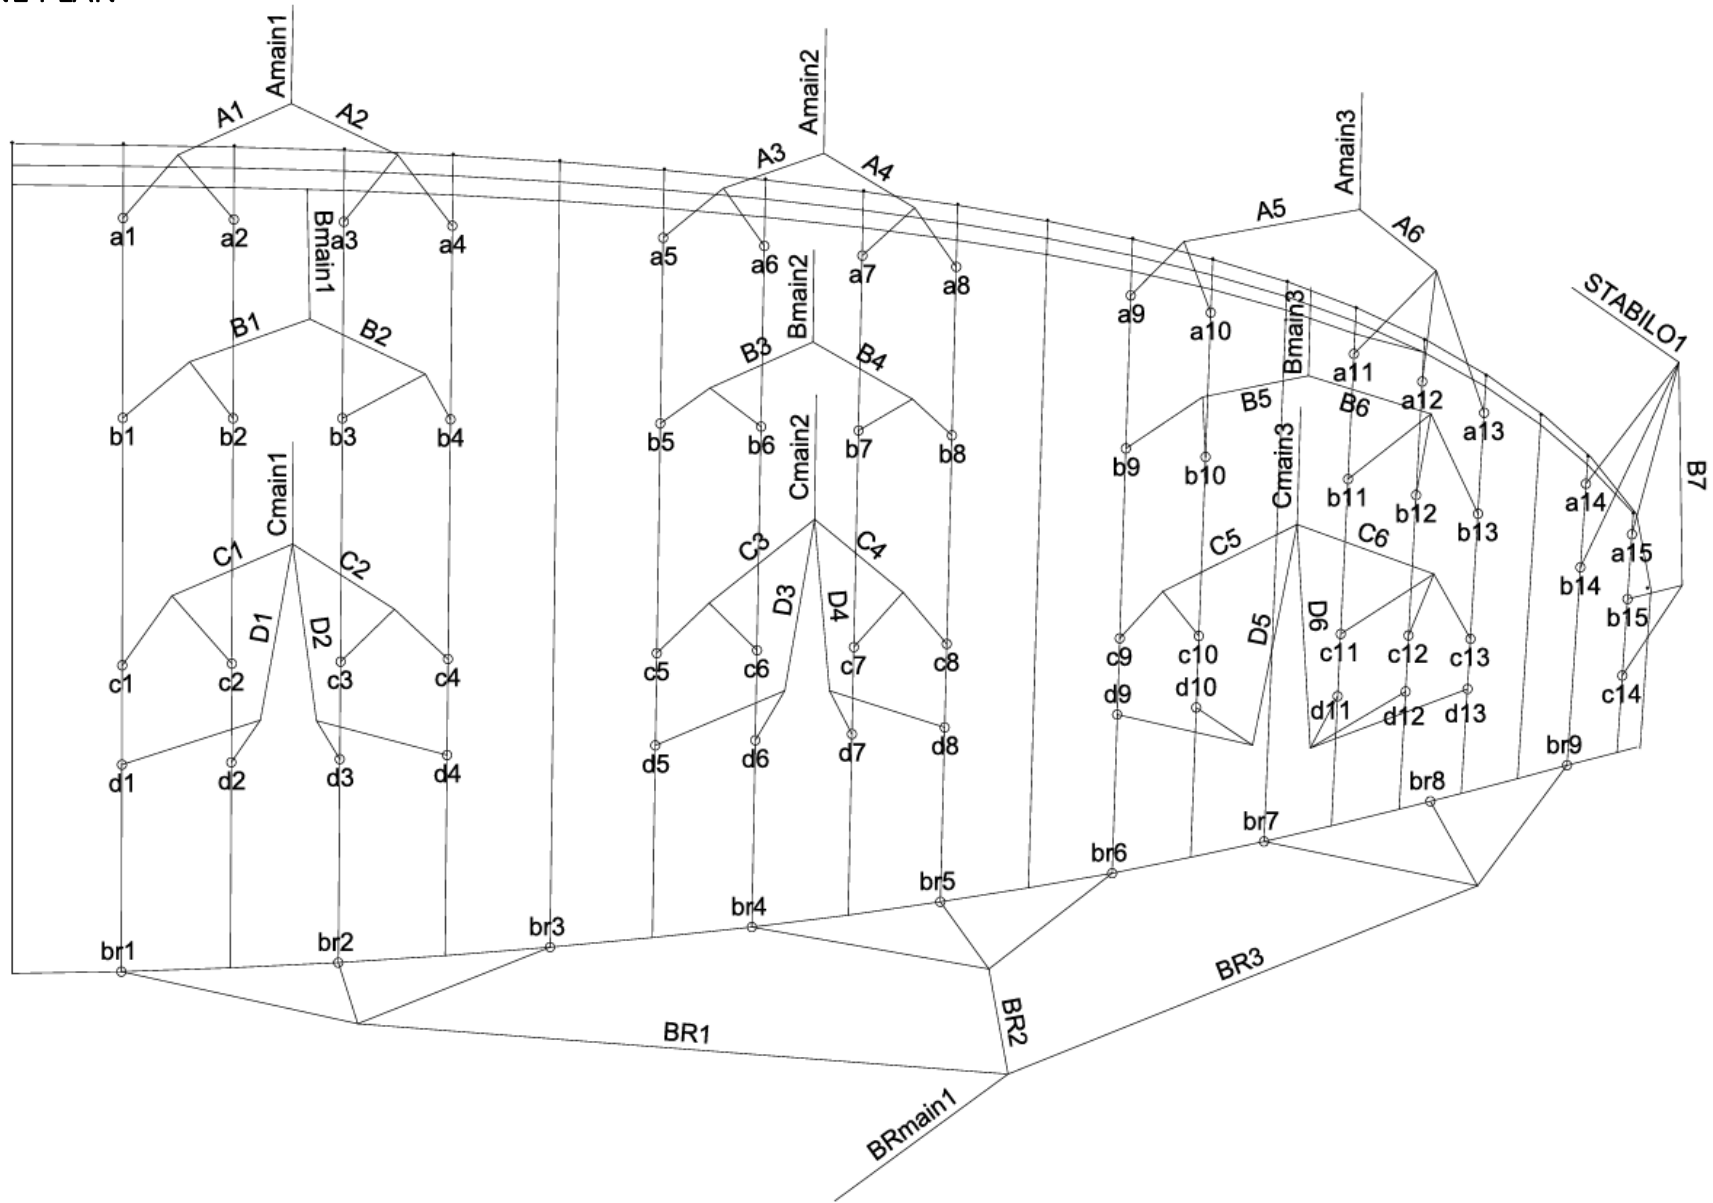 Amain1
Amain2
Amain3
A1
A2
A3
A4
A5
A6
a1
a2
a3
a4
a5
a6
a7
a8
a9
a10
a11
a12
a13
a14
a15
STABILO1
Bmain1
Bmain2
Bmain3
B1
B2
B3
B4
B5
B6
B7
b1
b2
b3
b4
b5
b6
b7
b8
b9
b10
b11
b12
b13
b14
b15
Cmain1
Cmain2
Cmain3
C1
C2
C3
C4
C5
C6
c1
c2
c3
c4
c5
c6
c7
c8
c9
c10
c11
c12
c13
c14
D1
D2
D3
D4
D5
D6
d1
d2
d3
d4
d5
d6
d7
d8
d9
d10
d11
d12
d13
br1
br2
br3
br4
br5
br6
br7
br8
br9
BR1
BR2
BR3
BRmain1